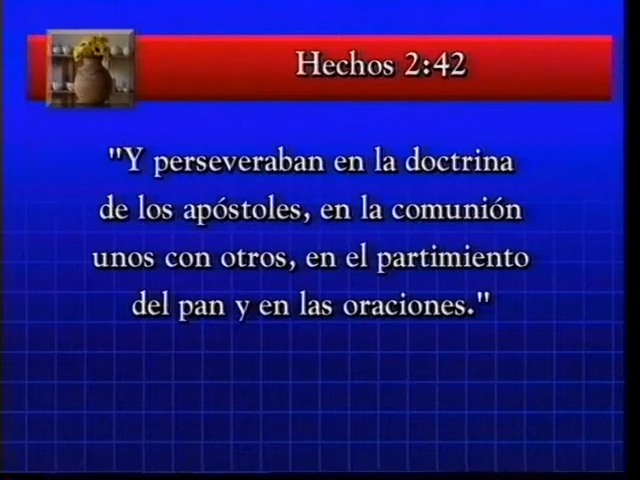 Hechos 2:42
"Y perseveraban en la doctrina
de los apóstoles, en la comunión
unos con otros, en el partimiento
del pan y en las oraciones."